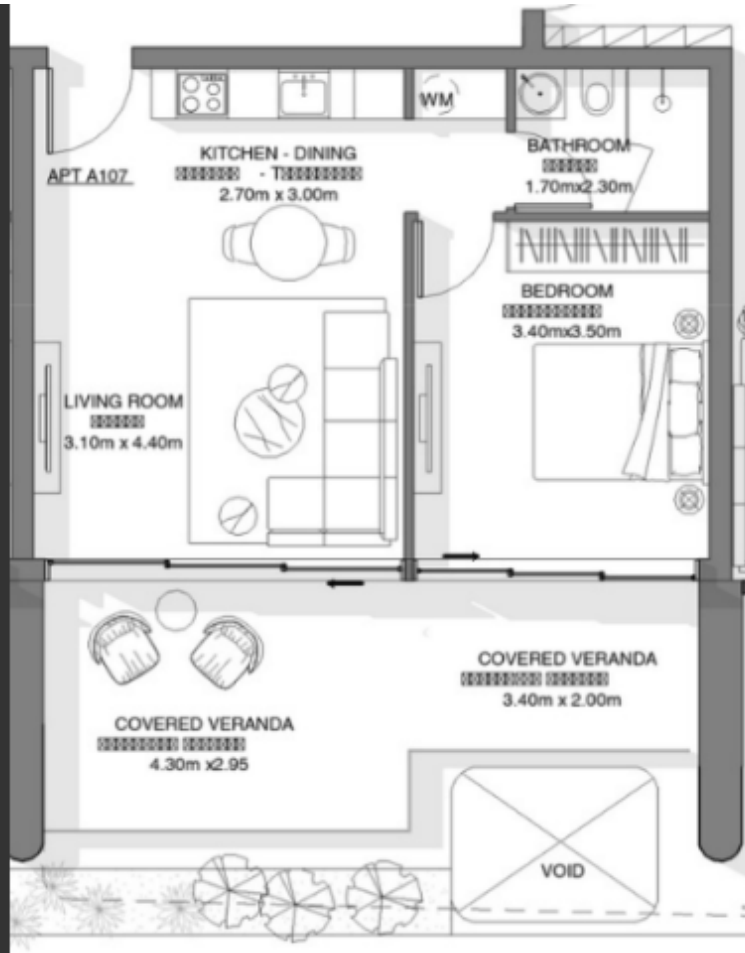 WM
KITCHEN - DINING
- T
2.70m x 3.00m
BATHROOM
1.70mx2.30m
APT A107
BEDROOM
3.40mx3.50m
LIVING ROOM
3.10m x 4.40m
COVERED VERANDA
3.40m x 2.00m
COVERED VERANDA
4.30m x2.95
VOID